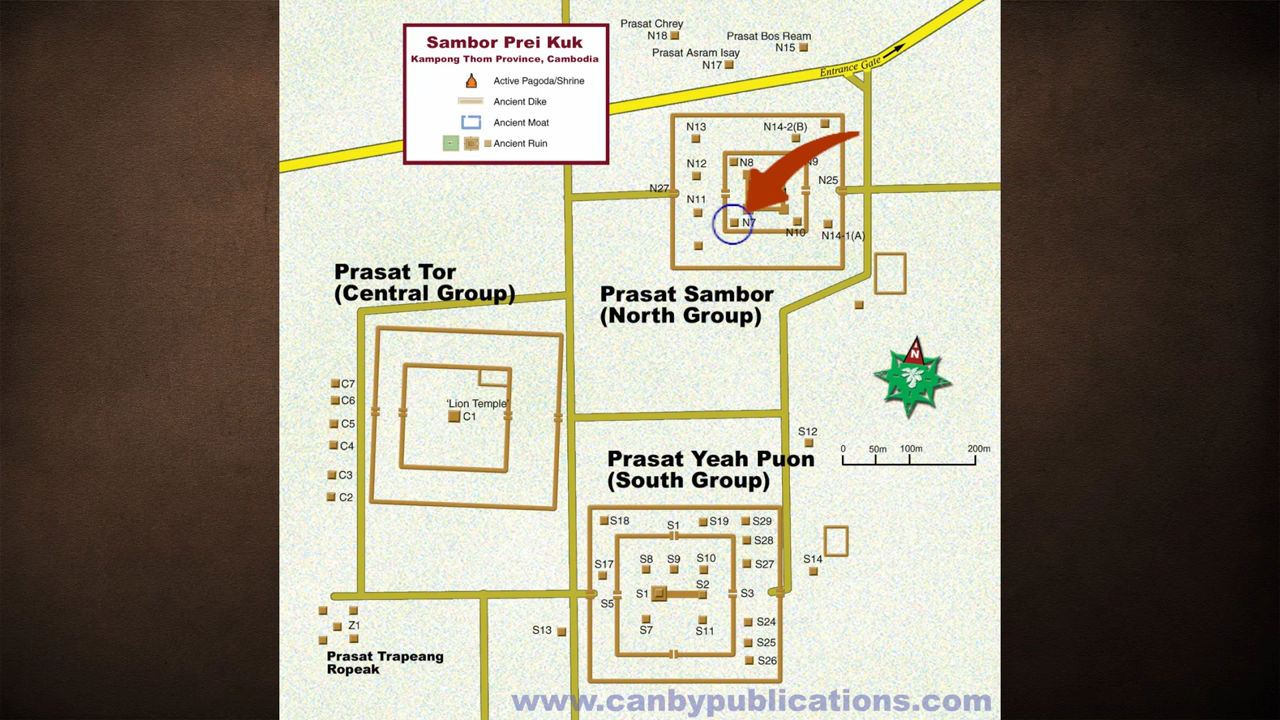 Sambor Prei Kuk
Kampong Thom Province, Cambodia
Active Pagoda/Shrine
Ancient Dike
Ancient Moat
Ancient Ruin
Prasat Chrey
N18
Prasat Bos Ream
N15
Prasat Asram Isay
N17
Entrance Gate
N13
N14-2(B)
N12
N8
N9
N25
N27
N11
N7
N10
N14-1(A)
Prasat Tor
(Central Group)
Prasat Sambor
(North Group)
N
C7
C6
C5
C4
C3
C2
'Lion Temple'
C1
0 50m 100m 200m
S12
Prasat Yeah Puon
(South Group)
S18
S1
S19
S29
S28
S17
S8
S9
S10
S27
S14
S5
S1
S2
S3
S7
S11
S24
S25
S26
S13
Z1
Prasat Trapeang
Ropeak
www.canbypublications.com